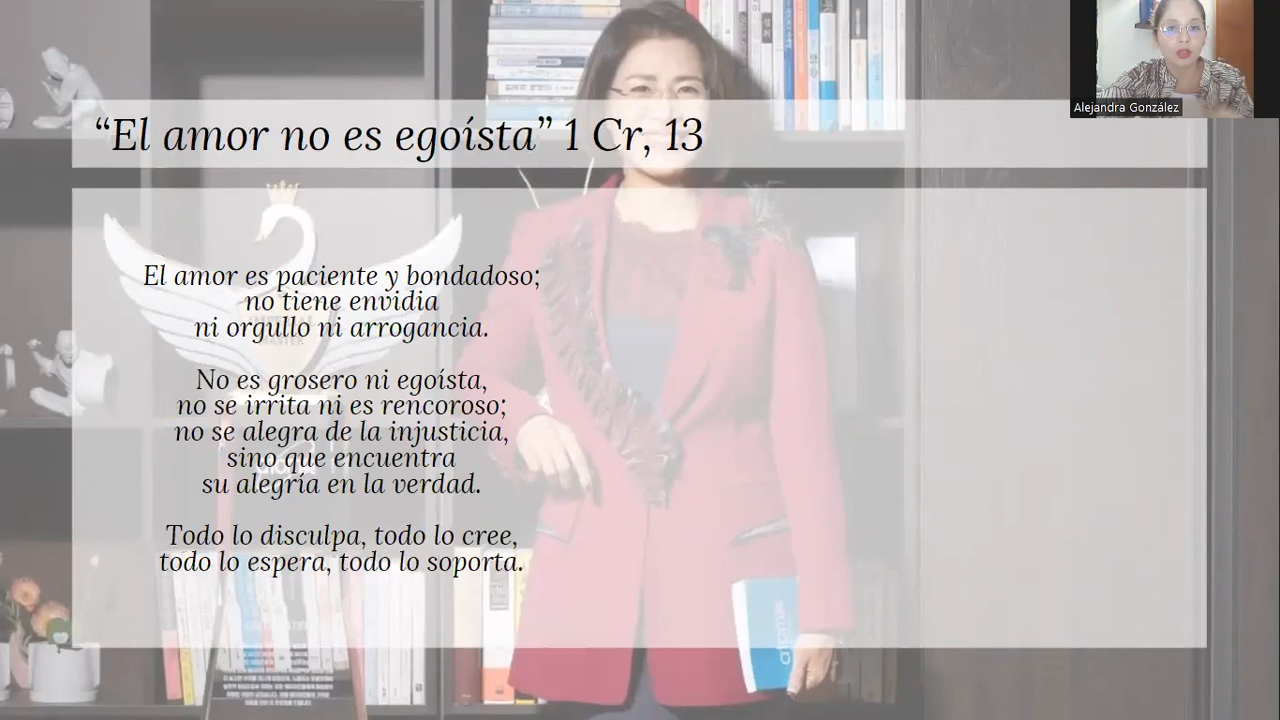 “El amor no es egoísta” 1 Cr, 13
Alejandra González
El amor es paciente y bondadoso;
no tiene envidia
ni orgullo ni arrogancia.
No es grosero ni egoísta,
no se irrita ni es rencoroso;
no se alegra de la injusticia,
sino que encuentra
su alegría en la verdad.
Todo lo disculpa, todo lo cree,
todo lo espera, todo lo soporta.
atomy